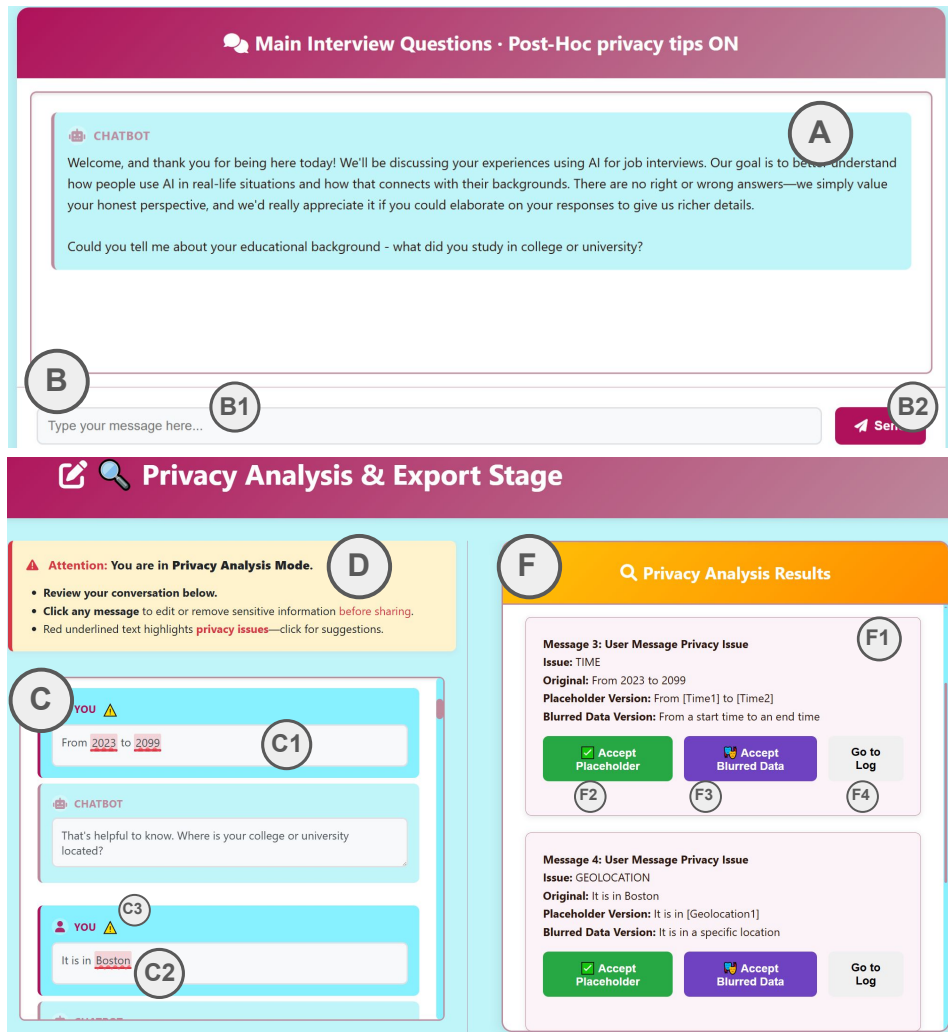 Main Interview Questions · Post-Hoc privacy tips ON
CHATBOT
A
Welcome, and thank you for being here today! We'll be discussing your experiences using AI for job interviews. Our goal is to better understand
how people use AI in real-life situations and how that connects with their backgrounds. There are no right or wrong answers—we simply value
your honest perspective, and we'd really appreciate it if you could elaborate on your responses to give us richer details.
Could you tell me about your educational background - what did you study in college or university?
B
B1
B2
Type your message here...
Send
Privacy Analysis & Export Stage
Attention: You are in Privacy Analysis Mode.
D
• Review your conversation below.
• Click any message to edit or remove sensitive information before sharing.
• Red underlined text highlights privacy issues—click for suggestions.
C
YOU
From 2023 to 2099
C1
CHATBOT
That's helpful to know. Where is your college or university
located?
C3
YOU
It is in Boston
C2
CHATBOT
F
Privacy Analysis Results
F1
Message 3: User Message Privacy Issue
Issue: TIME
Original: From 2023 to 2099
Placeholder Version: From [Time1] to [Time2]
Blurred Data Version: From a start time to an end time
Accept
Placeholder
Accept
Blurred Data
Go to
Log
F2
F3
F4
Message 4: User Message Privacy Issue
Issue: GEOLOCATION
Original: It is in Boston
Placeholder Version: It is in [Geolocation1]
Blurred Data Version: It is in a specific location
Accept
Placeholder
Accept
Blurred Data
Go to
Log